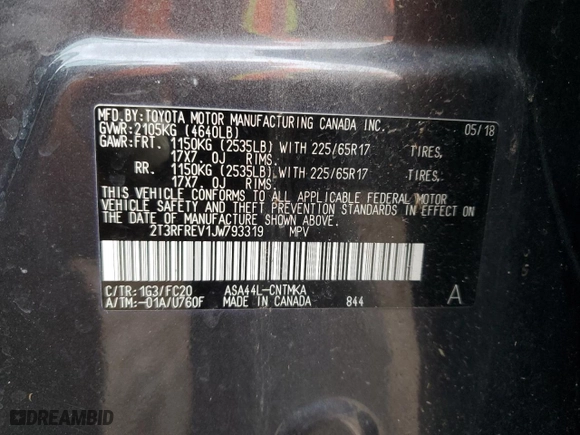 MFD.BY:TOYOTA MOTOR MANUFACTURING CANADA INC. 05/18
GVWR:2105KG (4640LB)
GAWR:FRT. 1150KG (2535LB) WITH 225/65R17 TIRES,
17X7. 0J RIMS.
RR. 1150KG (2535LB) WITH 225/65R17 TIRES,
17X7. 0J RIMS.
THIS VEHICLE CONFORMS TO ALL APPLICABLE FEDERAL MOTOR
VEHICLE SAFETY AND THEFT PREVENTION STANDARDS IN EFFECT ON
THE DATE OF MANUFACTURE SHOWN ABOVE.
2T3RFREV1JW793319 MPV
C/TR:1G3/FC20 ASA44L-CNTMKA A
A/TM:-01A/U760F MADE IN CANADA 844
DREAMBID